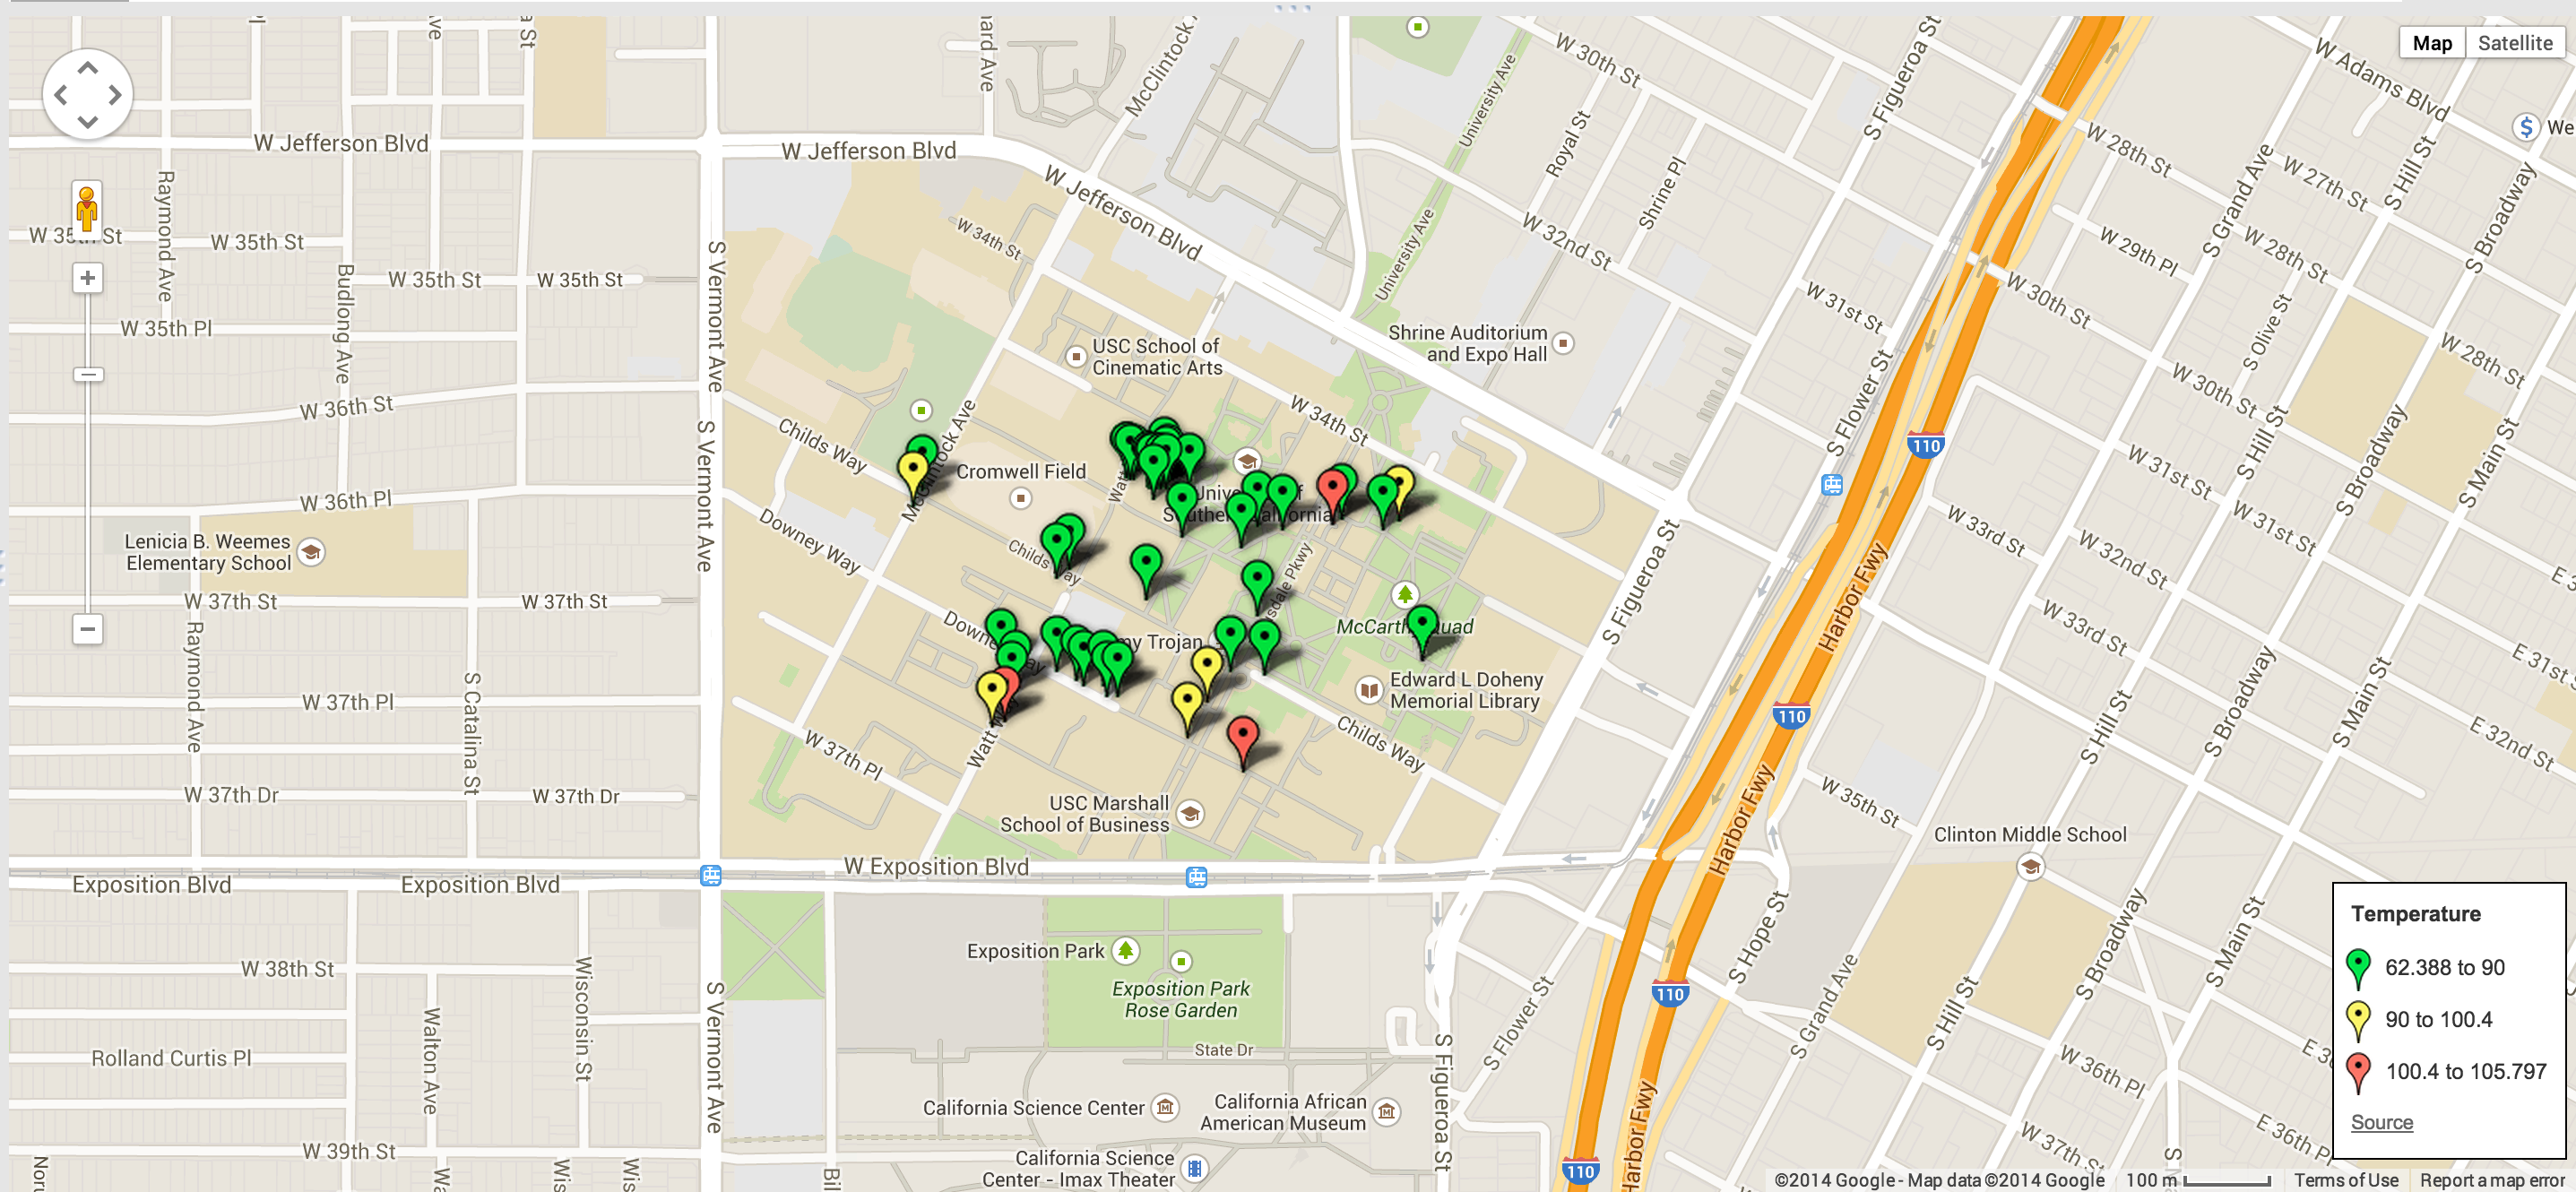 Map
Satellite
W Adams Blvd
We
W 30th St
S Figueroa St
University Ave
McClintock
W Jefferson Blvd
W Jefferson Blvd
W Jefferson Blvd
Royal St
Shrine Pl
W 28th St
W 27th St
S Hill St
S Broadway
S Grand Ave
Raymond Ave
W 35th St
W 35th St
W 35th St
W 34th St
University Ave
W 32nd St
W 29th Pl
W 28th St
W 35th St
S Vermont Ave
Budlong Ave
W 31st St
W 30th St
S Olive St
W 35th Pl
USC School of
Cinematic Arts
Shrine Auditorium
and Expo Hall
W 28th St
S Flower St
W 30th St
W 36th St
W 34th St
S Vermont Ave
Childs Way
McClintock Ave
Cromwell Field
110
S Hill St
S Broadway
S Main St
W 31st St
W 31st St
W 36th Pl
University of
Southern California
Downey Way
Lenicia B. Weemes
Elementary School
Childs Way
W 33rd St
W 32nd St
S Figueroa St
Harbor Fwy
W 37th St
W 37th St
W 33rd St
McCarthy Quad
E 31st S
Raymond Ave
S Catalina St
W 37th Pl
Edward L Doheny
Memorial Library
110
S Hill St
S Broadway
S Main St
E 32nd St
Watt Way
W 37th Pl
Childs Way
W 37th Dr
W 37th Dr
Harbor Fwy
W 35th St
USC Marshall
School of Business
Clinton Middle School
W Exposition Blvd
Exposition Blvd
Exposition Blvd
Temperature
62.388 to 90
90 to 100.4
100.4 to 105.797
Source
Exposition Park
Exposition Park
Rose Garden
W 38th St
Wisconsin St
S Vermont Ave
S Hope St
110
S Flower St
S Grand Ave
S Hill St
S Broadway
S Main St
Rolland Curtis Pl
Walton Ave
State Dr
S Figueroa St
W 36th Pl
E 36th Pl
California Science Center
California African
American Museum
Harbor Fwy
W 37th St
W 39th St
California Science
Center - Imax Theater
110
©2014 Google - Map data ©2014 Google
100 m
Terms of Use
Report a map error